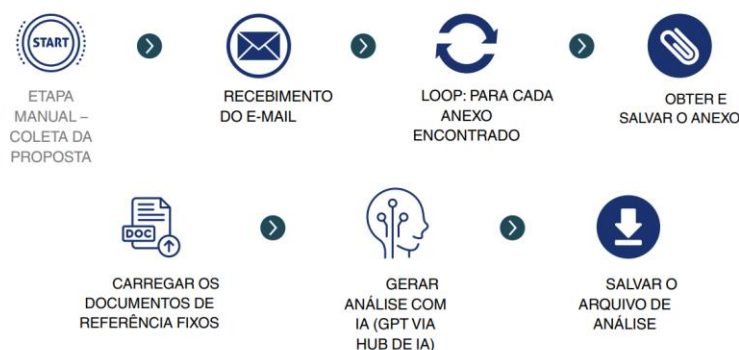 START
ETAPA
MANUAL –
COLETA DA
PROPOSTA
RECEBIMENTO
DO E-MAIL
LOOP: PARA CADA
ANEXO
ENCONTRADO
OBTER E
SALVAR O ANEXO
DOC
CARREGAR OS
DOCUMENTOS DE
REFERÊNCIA FIXOS
GERAR
ANÁLISE COM
IA (GPT VIA
HUB DE IA)
SALVAR O
ARQUIVO DE
ANÁLISE